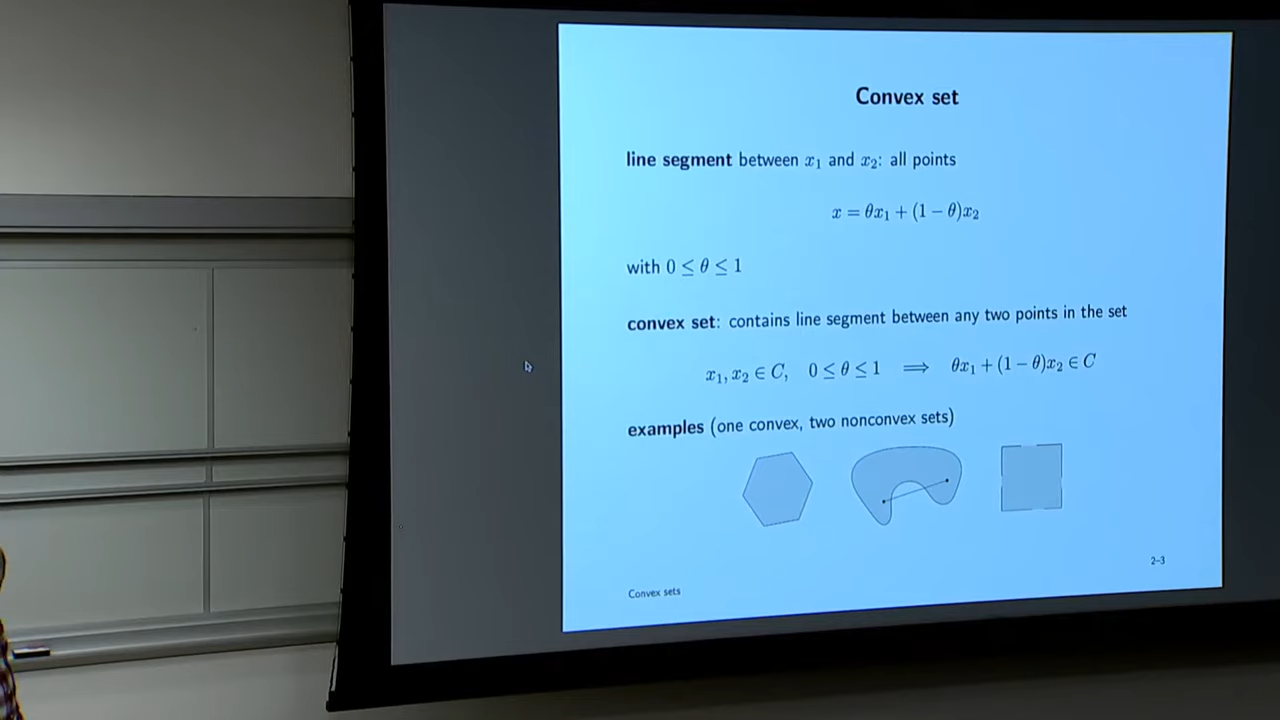 Convex set
line segment between x₁ and x₂: all points
x = θx₁ + (1 − θ)x₂
with 0 ≤ θ ≤ 1
convex set: contains line segment between any two points in the set
x₁, x₂ ∈ C, 0 ≤ θ ≤ 1 ⟹ θx₁ + (1 − θ)x₂ ∈ C
examples (one convex, two nonconvex sets)
Convex sets
2–3